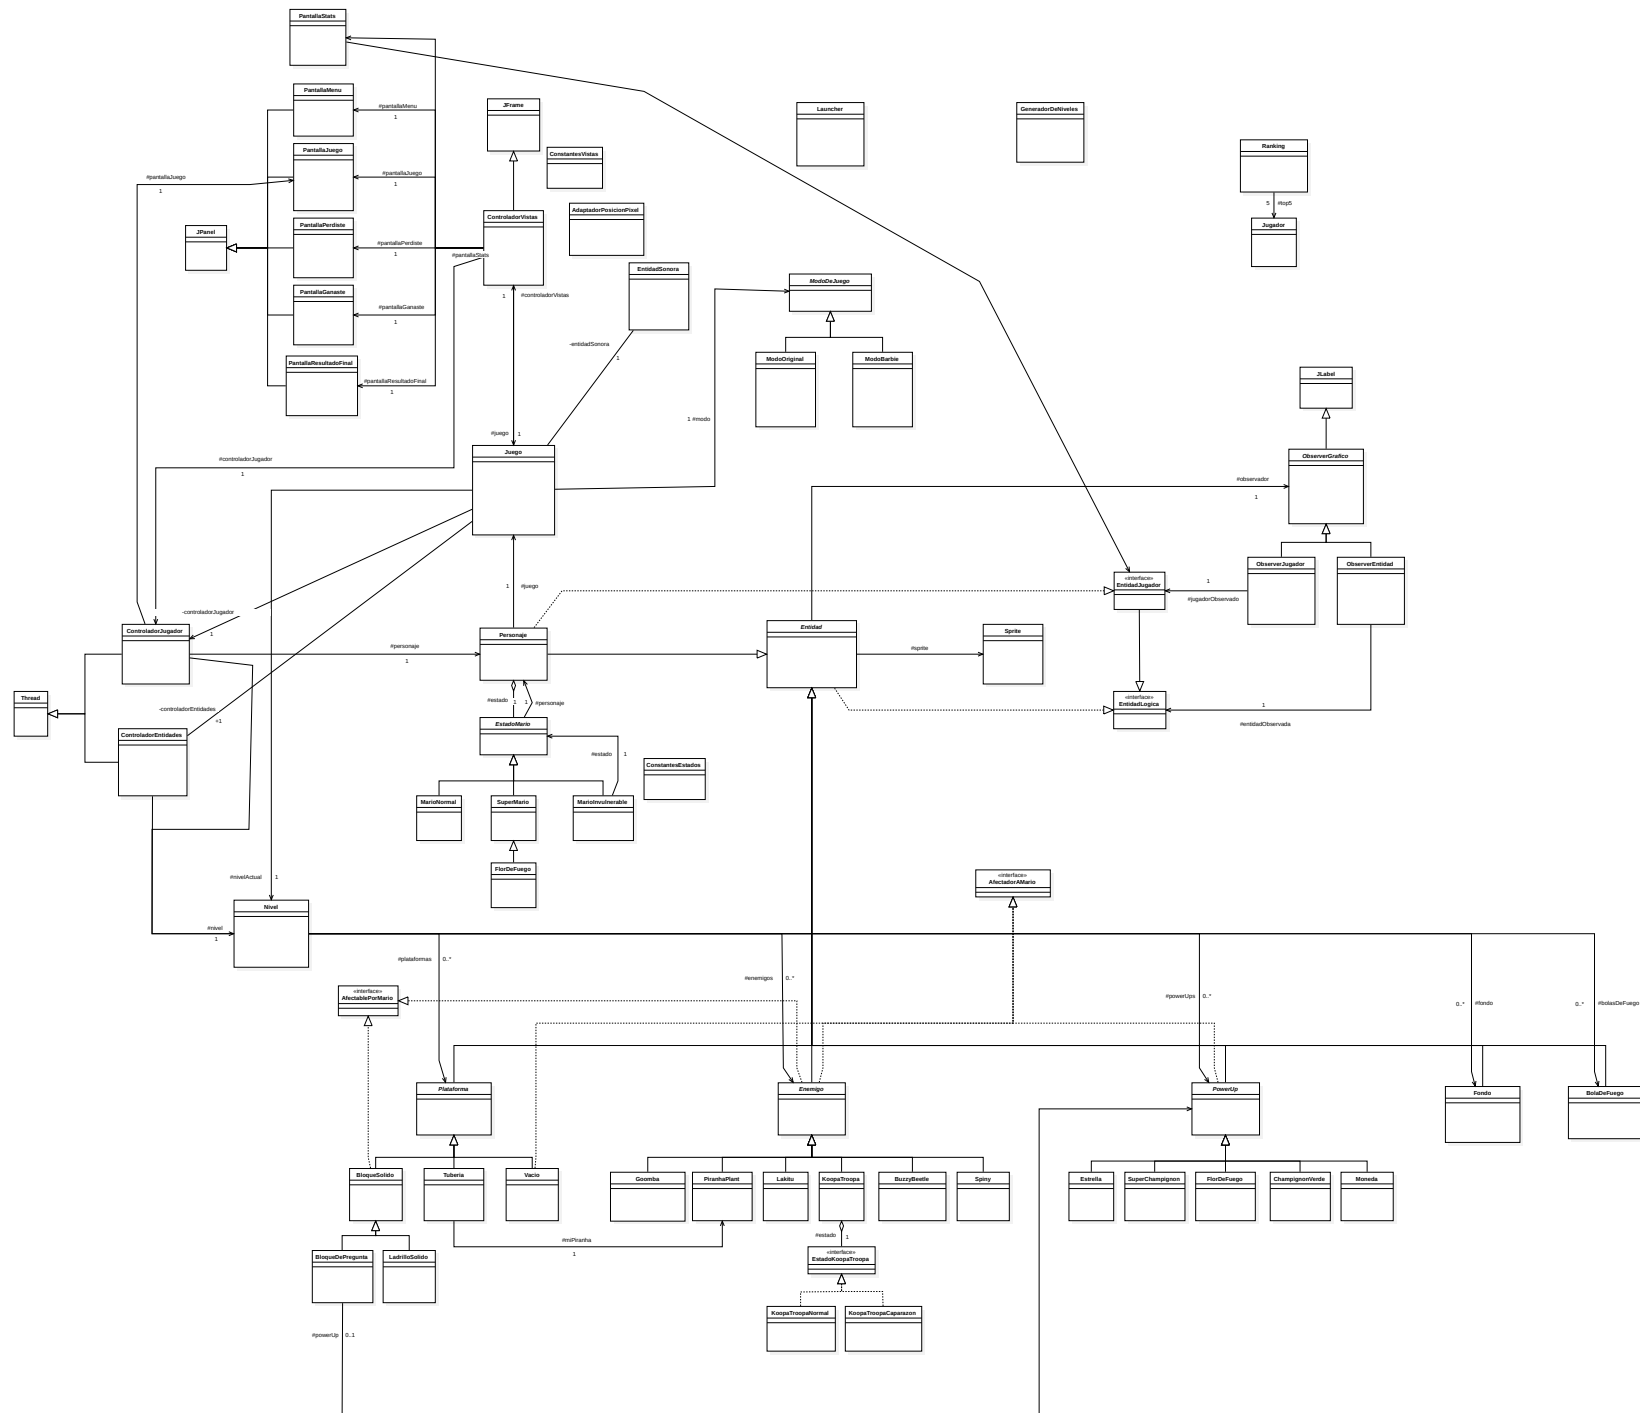 PantallaStats
PantallaMenu
#pantallaMenu
1
JFrame
Launcher
GeneradorDeNiveles
Ranking
5 #top5
Jugador
ConstantesVistas
PantallaJuego
#pantallaJuego
1
#pantallaJuego
1
ControladorVistas
AdaptadorPosicionPixel
JPanel
PantallaPerdiste
#pantallaPerdiste
1
#pantallaStats
EntidadSonora
ModoDeJuego
PantallaGanaste
#pantallaGanaste
1
1 #controladorVistas
-entidadSonora
1
ModoOriginal
ModoBarbie
PantallaResultadoFinal
#pantallaResultadoFinal
1
JLabel
1 #modo
#juego 1
Juego
#controladorJugador
1
ObserverGrafico
#observador
1
ObserverJugador
ObserverEntidad
«interface»
EntidadJugador
1
#jugadorObservado
1 #juego
-controladorJugador
1
ControladorJugador
Personaje
Entidad
Sprite
#personaje
1
#sprite
Thread
#estado 1 1 #personaje
«interface»
EntidadLogica
1
#entidadObservada
-controladorEntidades
*1
ControladorEntidades
EstadoMario
#estado 1
ConstantesEstados
MarioNormal
SuperMario
MarioInvulnerable
FlorDeFuego
#nivelActual 1
«interface»
AfectadorAMario
Nivel
#nivel
1
#plataformas 0..*
#enemigos 0..*
#powerUps 0..*
0..* #fondo
0..* #bolasDeFuego
«interface»
AfectablePorMario
Plataforma
Enemigo
PowerUp
Fondo
BolaDeFuego
BloqueSolido
Tuberia
Vacio
Goomba
PiranhaPlant
Lakitu
KoopaTroopa
BuzzyBeetle
Spiny
Estrella
SuperChampignon
FlorDeFuego
ChampignonVerde
Moneda
#miPiranha
1
#estado 1
«interface»
EstadoKoopaTroopa
BloqueDePregunta
LadrilloSolido
KoopaTroopaNormal
KoopaTroopaCaparazon
#powerUp 0..1